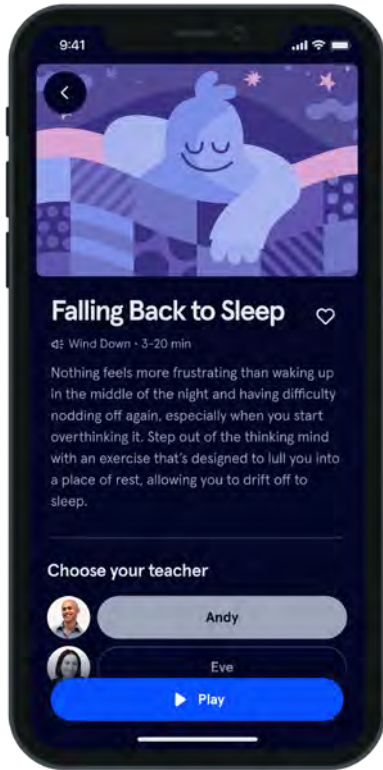 9:41
Falling Back to Sleep
Wind Down • 3-20 min
Nothing feels more frustrating than waking up
in the middle of the night and having difficulty
nodding off again, especially when you start
overthinking it. Step out of the thinking mind
with an exercise that's designed to lull you into
a place of rest, allowing you to drift off to
sleep.
Choose your teacher
Andy
Eve
Play